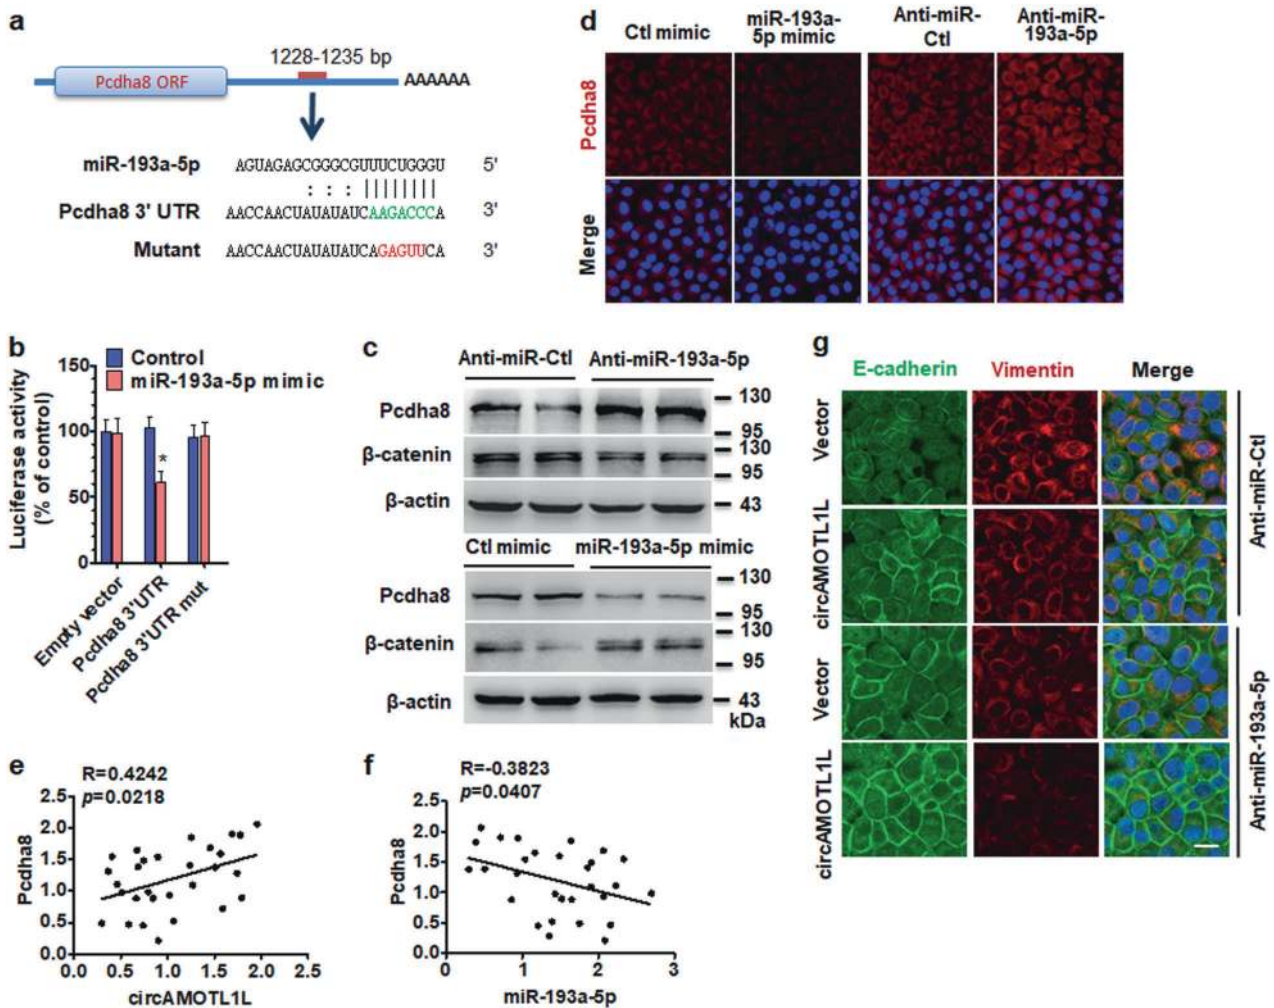 a
1228-1235 bp
Pcdha8 ORF
AAAAAA
miR-193a-5p AGUAGAGCGGGCGUUUCUGGGU 5'
: : : ||||||||
Pcdha8 3' UTR AACCAACUAUAUAUCAAGACCCA 3'
Mutant AACCAACUAUAUAUCAGAGUUCA 3'
b
150
100
50
0
Luciferase activity
(% of control)
Control
miR-193a-5p mimic
*
Empty vector
Pcdha8 3'UTR
Pcdha8 3'UTR mut
c
Anti-miR-Ctl Anti-miR-193a-5p
Pcdha8
130
95
β-catenin
130
95
β-actin
43
Ctl mimic miR-193a-5p mimic
Pcdha8
130
95
β-catenin
130
95
β-actin
43
kDa
d
Ctl mimic
miR-193a-
5p mimic
Anti-miR-
Ctl
Anti-miR-
193a-5p
Pcdha8
Merge
e
R=0.4242
p=0.0218
2.5
2.0
1.5
1.0
0.5
0.0
Pcdha8
0.0 0.5 1.0 1.5 2.0 2.5
circAMOTL1L
f
R=-0.3823
p=0.0407
2.5
2.0
1.5
1.0
0.5
0.0
Pcdha8
0 1 2 3
miR-193a-5p
g
E-cadherin Vimentin Merge
Vector
circAMOTL1L
Vector
circAMOTL1L
Anti-miR-Ctl
Anti-miR-193a-5p